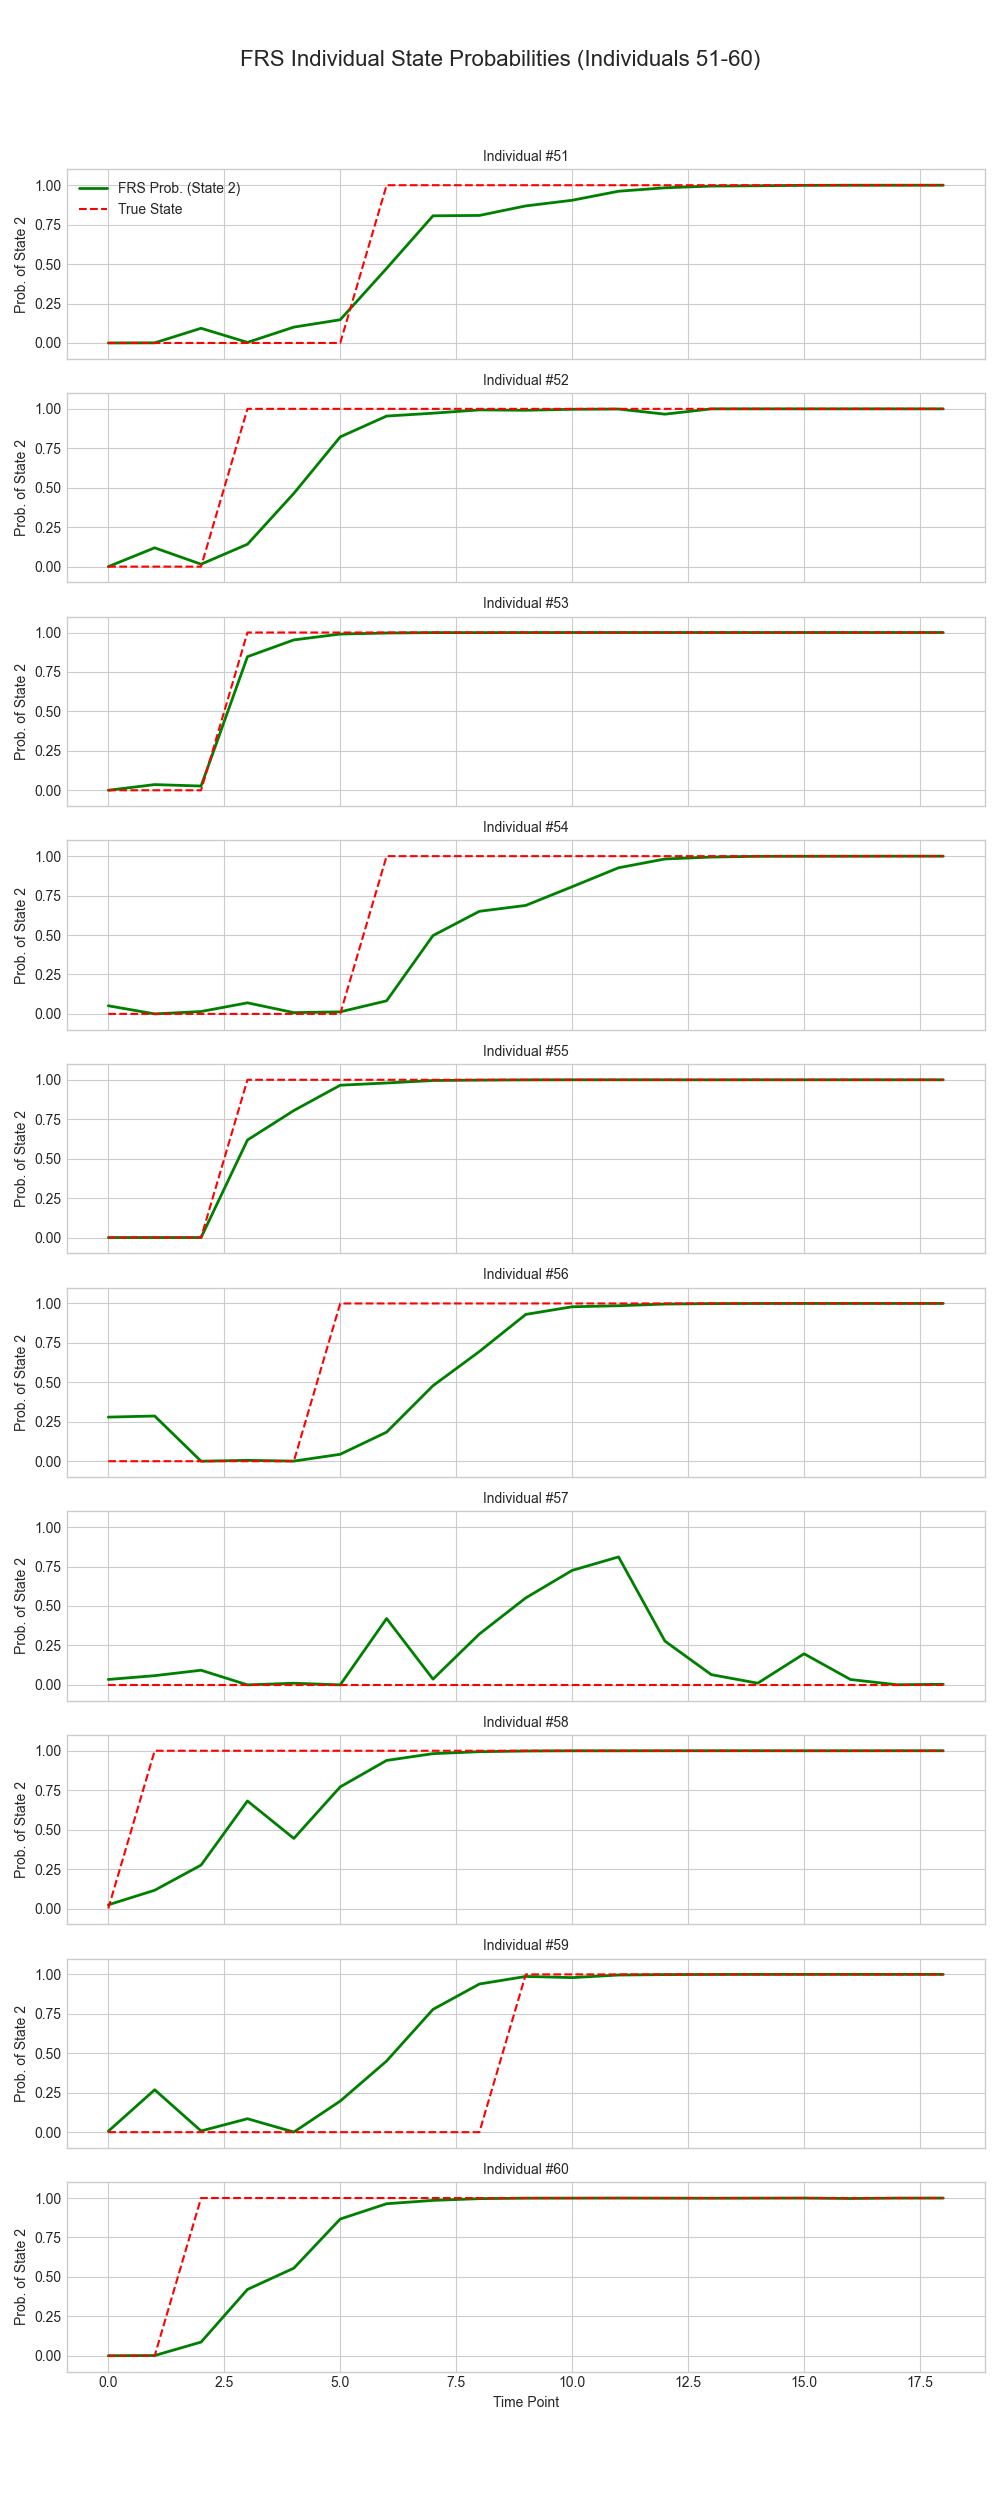 FRS Individual State Probabilities (Individuals 51-60)
Individual #51
FRS Prob. (State 2)
True State
Prob. of State 2
1.00
0.75
0.50
0.25
0.00
Individual #52
Prob. of State 2
1.00
0.75
0.50
0.25
0.00
Individual #53
Prob. of State 2
1.00
0.75
0.50
0.25
0.00
Individual #54
Prob. of State 2
1.00
0.75
0.50
0.25
0.00
Individual #55
Prob. of State 2
1.00
0.75
0.50
0.25
0.00
Individual #56
Prob. of State 2
1.00
0.75
0.50
0.25
0.00
Individual #57
Prob. of State 2
1.00
0.75
0.50
0.25
0.00
Individual #58
Prob. of State 2
1.00
0.75
0.50
0.25
0.00
Individual #59
Prob. of State 2
1.00
0.75
0.50
0.25
0.00
Individual #60
Prob. of State 2
1.00
0.75
0.50
0.25
0.00
0.0 2.5 5.0 7.5 10.0 12.5 15.0 17.5
Time Point